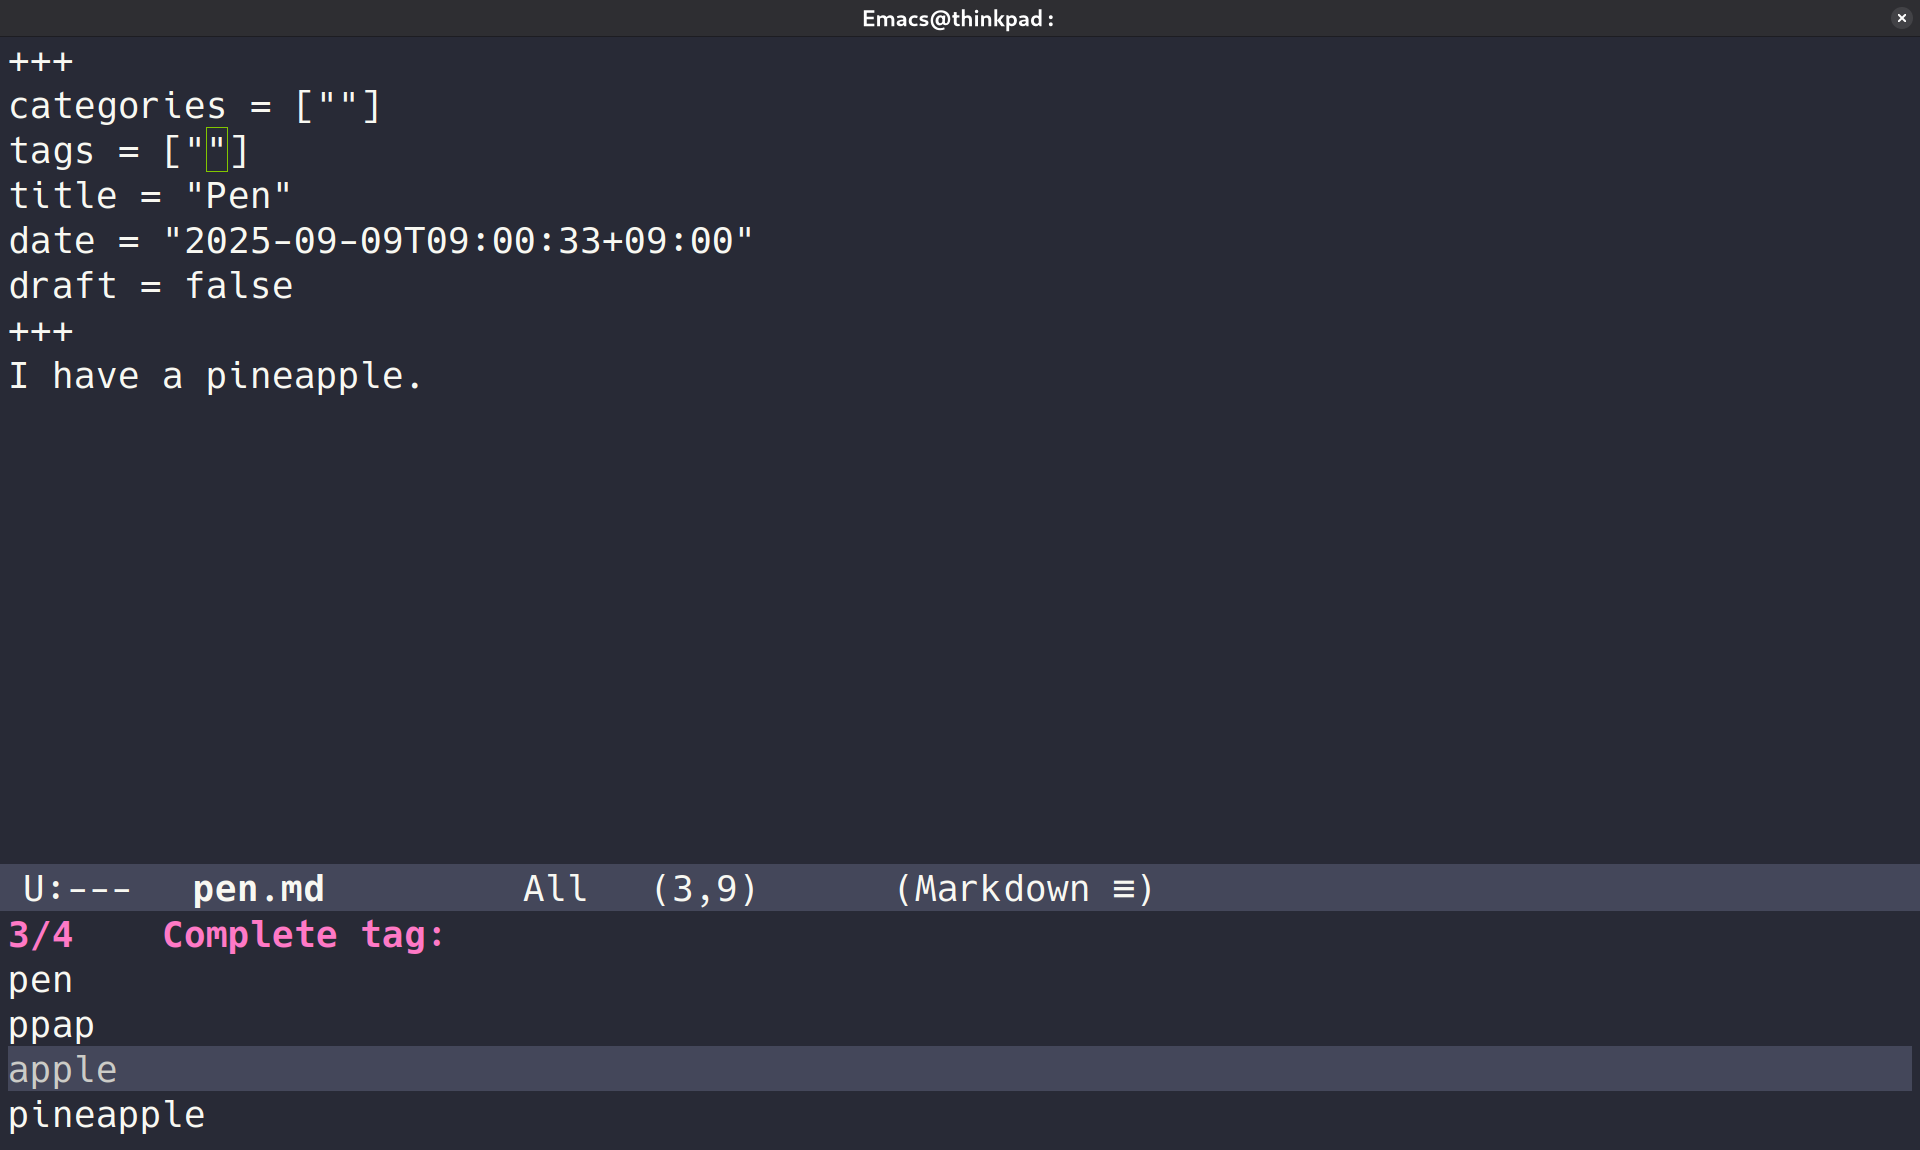 Emacs@thinkpad:
+++
categories = [""]
tags = [""]
title = "Pen"
date = "2025-09-09T09:00:33+09:00"
draft = false
+++
I have a pineapple.
U:--- pen.md All (3,9) (Markdown ≡)
3/4 Complete tag:
pen
ppap
apple
pineapple